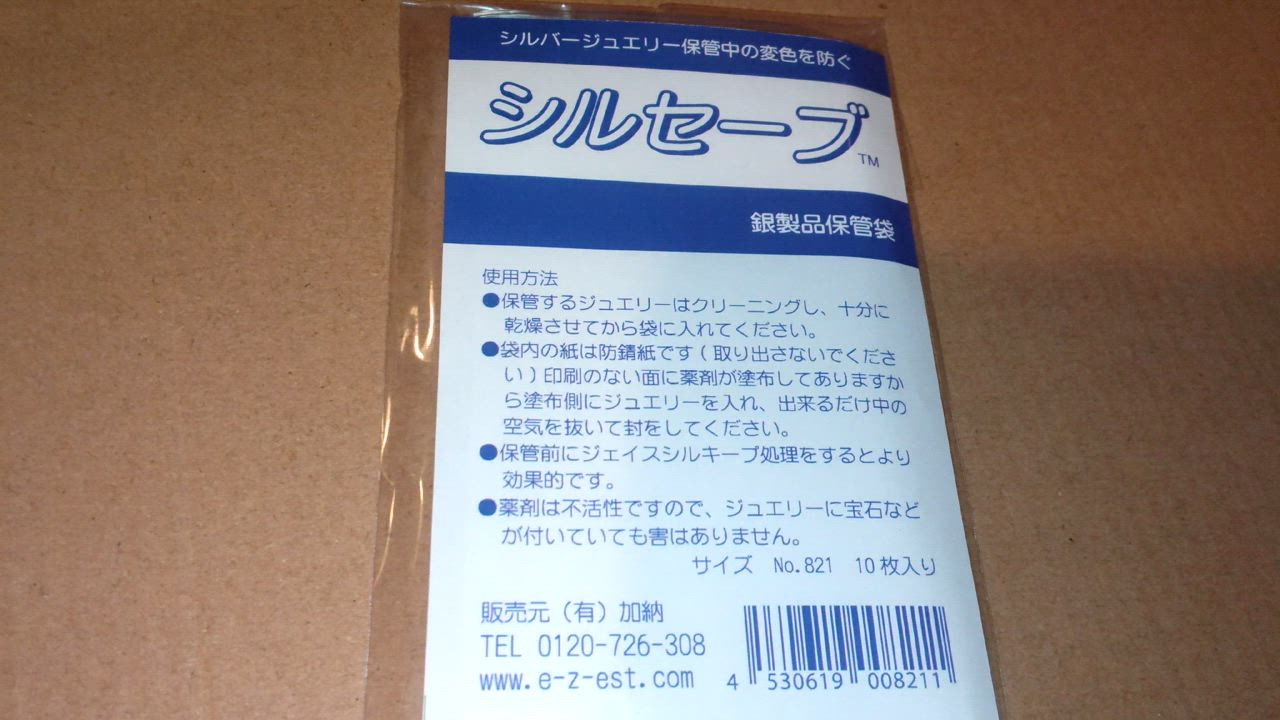 シルバージュエリー保管中の変色を防ぐ
シルセーブTM
銀製品保管袋
使用方法
●保管するジュエリーはクリーニングし、十分に
乾燥させてから袋に入れてください。
●袋内の紙は防錆紙です(取り出さないでくださ
い)印刷のない面に薬剤が塗布してありますか
ら塗布側にジュエリーを入れ、出来るだけ中の
空気を抜いて封をしてください。
●保管前にジェイスシルキープ処理をするとより
効果的です。
●薬剤は不活性ですので、ジュエリーに宝石など
が付いていても害はありません。
サイズ No.821 10枚入り
販売元(有)加納
TEL 0120-726-308
www.e-z-est.com
4 530619 008211